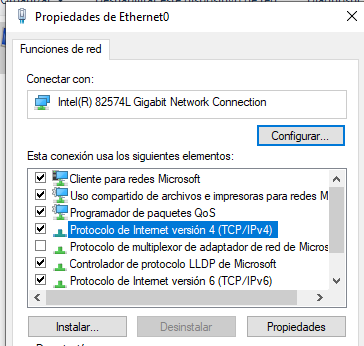 Propiedades de Ethernet0
Funciones de red
Conectar con:
Intel(R) 82574L Gigabit Network Connection
Configurar...
Esta conexión usa los siguientes elementos:
Cliente para redes Microsoft
Uso compartido de archivos e impresoras para redes M
Programador de paquetes QoS
Protocolo de Internet versión 4 (TCP/IPv4)
Protocolo de multiplexor de adaptador de red de Micros
Controlador de protocolo LLDP de Microsoft
Protocolo de Internet versión 6 (TCP/IPv6)
Instalar...
Desinstalar
Propiedades